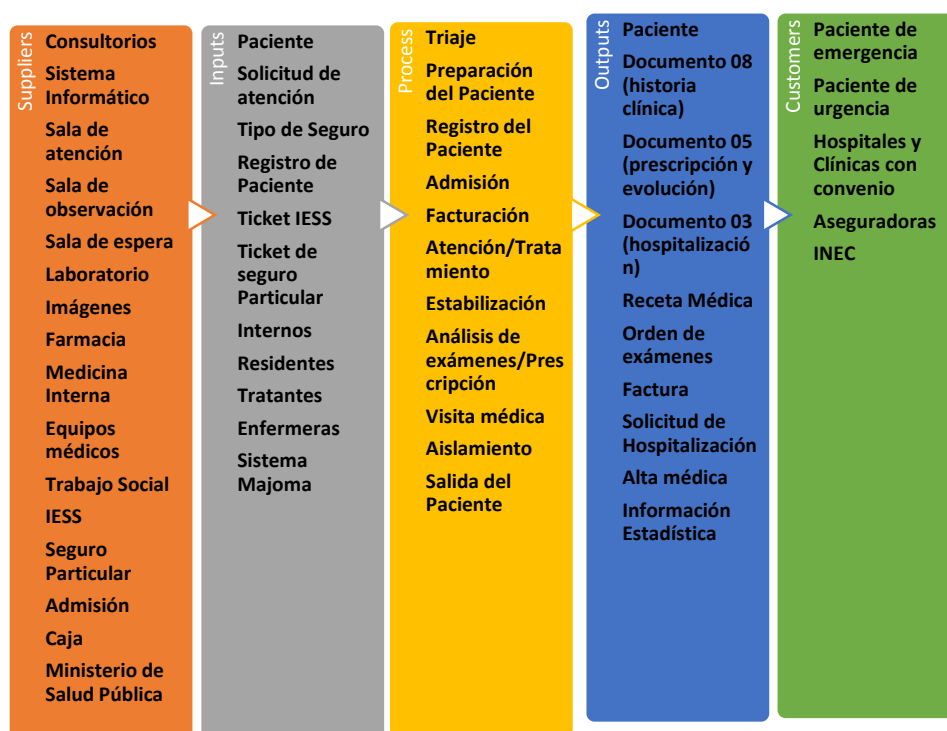 Suppliers
Consultorios
Sistema
Informático
Sala de
atención
Sala de
observación
Sala de espera
Laboratorio
Imágenes
Farmacia
Medicina
Interna
Equipos
médicos
Trabajo Social
IESS
Seguro
Particular
Admisión
Caja
Ministerio de
Salud Pública
Inputs
Paciente
Solicitud de
atención
Tipo de Seguro
Registro de
Paciente
Ticket IESS
Ticket de
seguro
Particular
Internos
Residentes
Tratantes
Enfermeras
Sistema
Majoma
Process
Triaje
Preparación
del Paciente
Registro del
Paciente
Admisión
Facturación
Atención/Trata
miento
Estabilización
Análisis de
exámenes/Pres
cripción
Visita médica
Aislamiento
Salida del
Paciente
Outputs
Paciente
Documento 08
(historia
clínica)
Documento 05
(prescripción y
evolución)
Documento 03
(hospitalizació
n)
Receta Médica
Orden de
exámenes
Factura
Solicitud de
Hospitalización
Alta médica
Información
Estadística
Customers
Paciente de
emergencia
Paciente de
urgencia
Hospitales y
Clínicas con
convenio
Aseguradoras
INEC